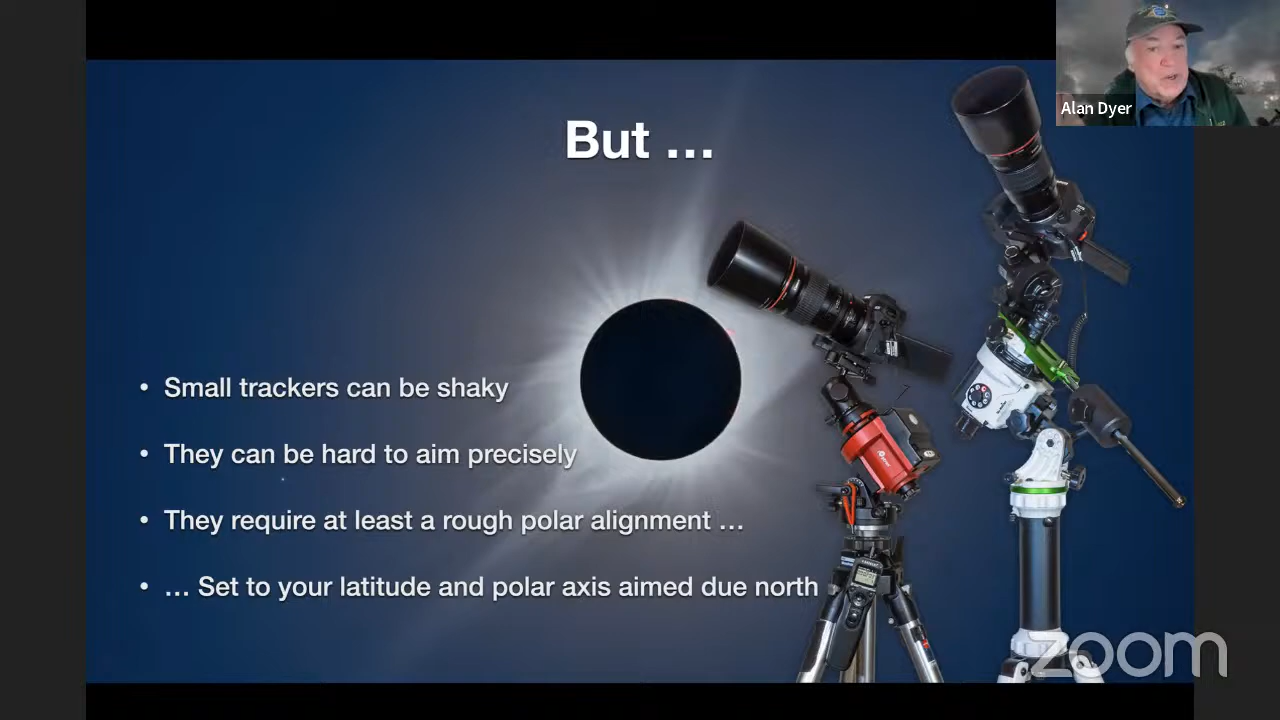 Alan Dyer
But ...
• Small trackers can be shaky
• They can be hard to aim precisely
• They require at least a rough polar alignment ...
• ... Set to your latitude and polar axis aimed due north
zoom